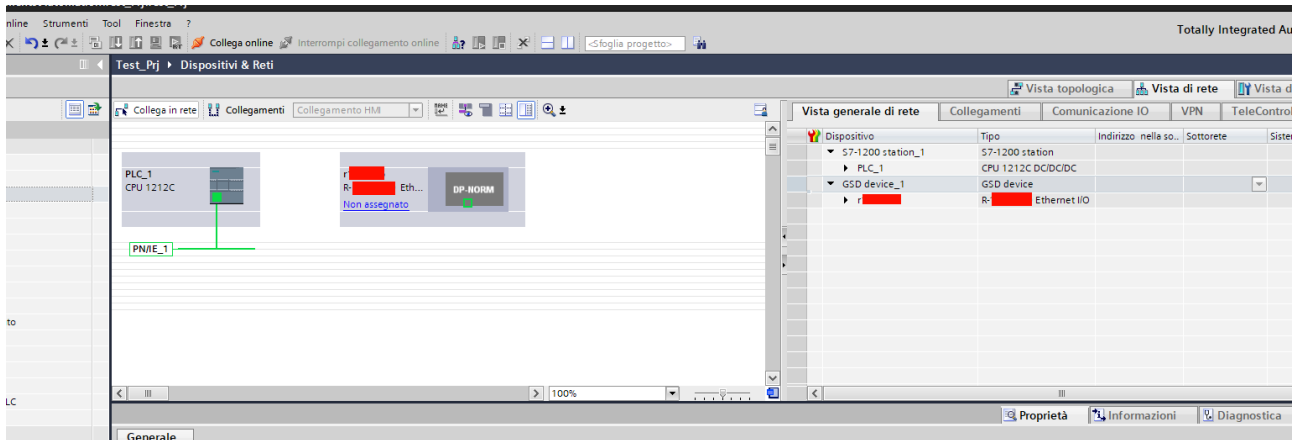 nline Strumenti Tool Finestra ?
Totally Integrated Au
Collega online Interrompi collegamento online <Sfoglia progetto>
Test_Prj ▸ Dispositivi & Reti
Vista topologica Vista di rete Vista d
Collega in rete Collegamenti Collegamento HMI
Vista generale di rete Collegamenti Comunicazione IO VPN TeleControl
Dispositivo Tipo Indirizzo nella so.. Sottorete Sister
S7-1200 station_1 S7-1200 station
PLC_1 CPU 1212C DC/DC/DC
GSD device_1 GSD device
r R- Ethernet I/O
PLC_1
CPU 1212C
r
R- Eth...
Non assegnato
DP-NORM
PN/IE_1
to
LC
100%
Proprietà Informazioni Diagnostica
Generale